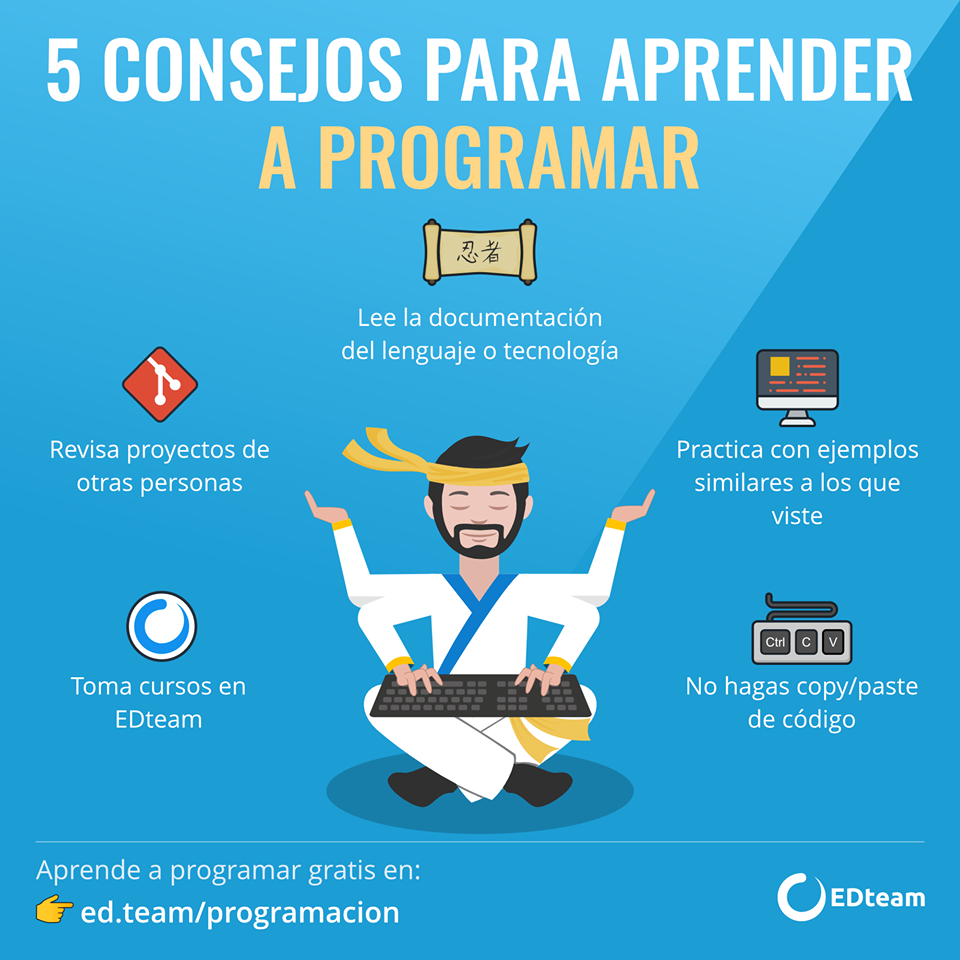 5 CONSEJOS PARA APRENDER
A PROGRAMAR
忍者
Lee la documentación
del lenguaje o tecnología
Revisa proyectos de
otras personas
Practica con ejemplos
similares a los que
viste
Toma cursos en
EDteam
Ctrl C V
No hagas copy/paste
de código
Aprende a programar gratis en:
ed.team/programacion
EDteam